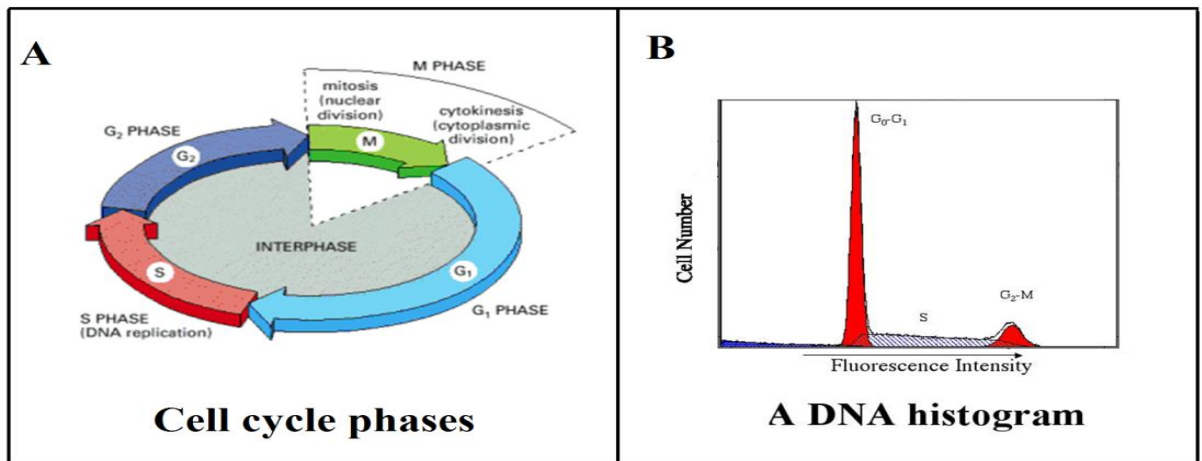 A
M PHASE
mitosis
(nuclear
division)
cytokinesis
(cytoplasmic
division)
G₂ PHASE
G₂
M
INTERPHASE
S
G₁
S PHASE
(DNA replication)
G₁ PHASE
Cell cycle phases
B
G₀-G₁
Cell Number
S
G₂-M
Fluorescence Intensity
A DNA histogram